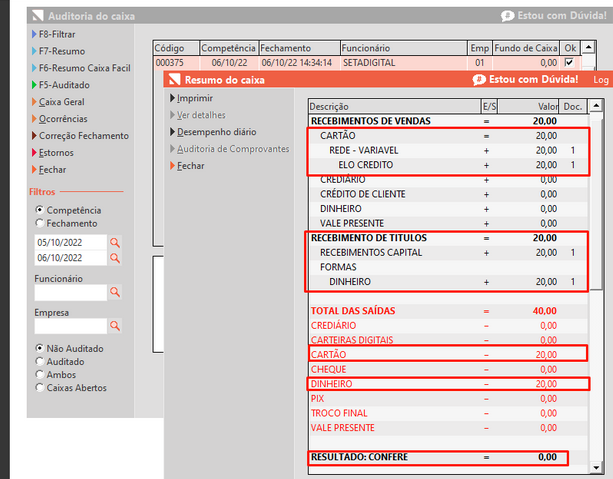 Auditoria do caixa
Estou com Dúvida!
F8-Filtrar
F7-Resumo
F6-Resumo Caixa Facil
F5-Auditado
Caixa Geral
Ocorrências
Correção Fechamento
Estornos
Fechar
Filtros
Competência
Fechamento
05/10/2022
06/10/2022
Funcionário
Empresa
Não Auditado
Auditado
Ambos
Caixas Abertos
Código Competência Fechamento Funcionário Emp Fundo de Caixa Ok
000375 06/10/22 06/10/22 14:34:14 SETADIGITAL 01 0,00
Resumo do caixa
Estou com Dúvida! Log
Imprimir
Ver detalhes
Desempenho diário
Auditoria de Comprovantes
Fechar
Descrição E/S Valor Doc.
RECEBIMENTOS DE VENDAS = 20,00
CARTÃO = 20,00
REDE - VARIAVEL + 20,00 1
ELO CREDITO + 20,00 1
CREDIÁRIO + 0,00
CRÉDITO DE CLIENTE + 0,00
DINHEIRO + 0,00
VALE PRESENTE + 0,00
RECEBIMENTO DE TITULOS = 20,00
RECEBIMENTOS CAPITAL + 20,00 1
FORMAS
DINHEIRO + 20,00 1
TOTAL DAS SAÍDAS = 40,00
CREDIÁRIO – 0,00
CARTEIRAS DIGITAIS – 0,00
CARTÃO – 20,00
CHEQUE – 0,00
DINHEIRO – 20,00
PIX – 0,00
TROCO FINAL – 0,00
VALE PRESENTE – 0,00
RESULTADO: CONFERE = 0,00